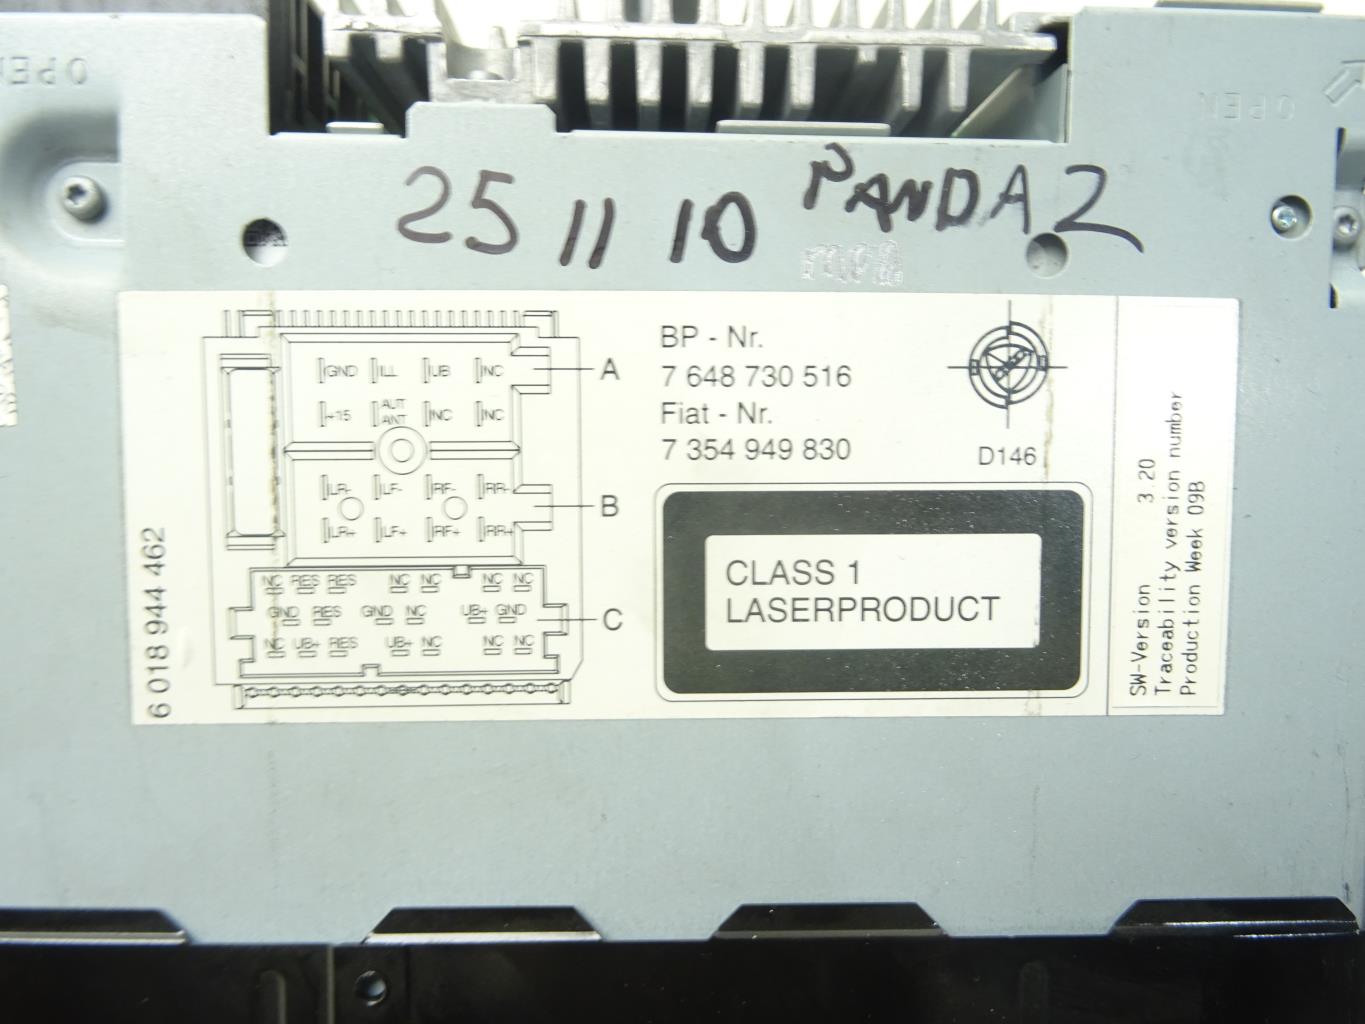 OPEN
OPEN
25 11 10 PANDA 2
GND ILL UB NC
A
+15 AUT ANT NC NC
LR- LF- RF- RR-
B
LR+ LF+ RF+ RR+
NC RES RES NC NC NC NC
GND RES GND NC UB+ GND
C
NC UB+ RES UB+ NC NC NC
6 018 944 462
BP - Nr.
7 648 730 516
Fiat - Nr.
7 354 949 830
D146
CLASS 1
LASERPRODUCT
SW-Version 3.20
Traceability version number
Production Week 09B